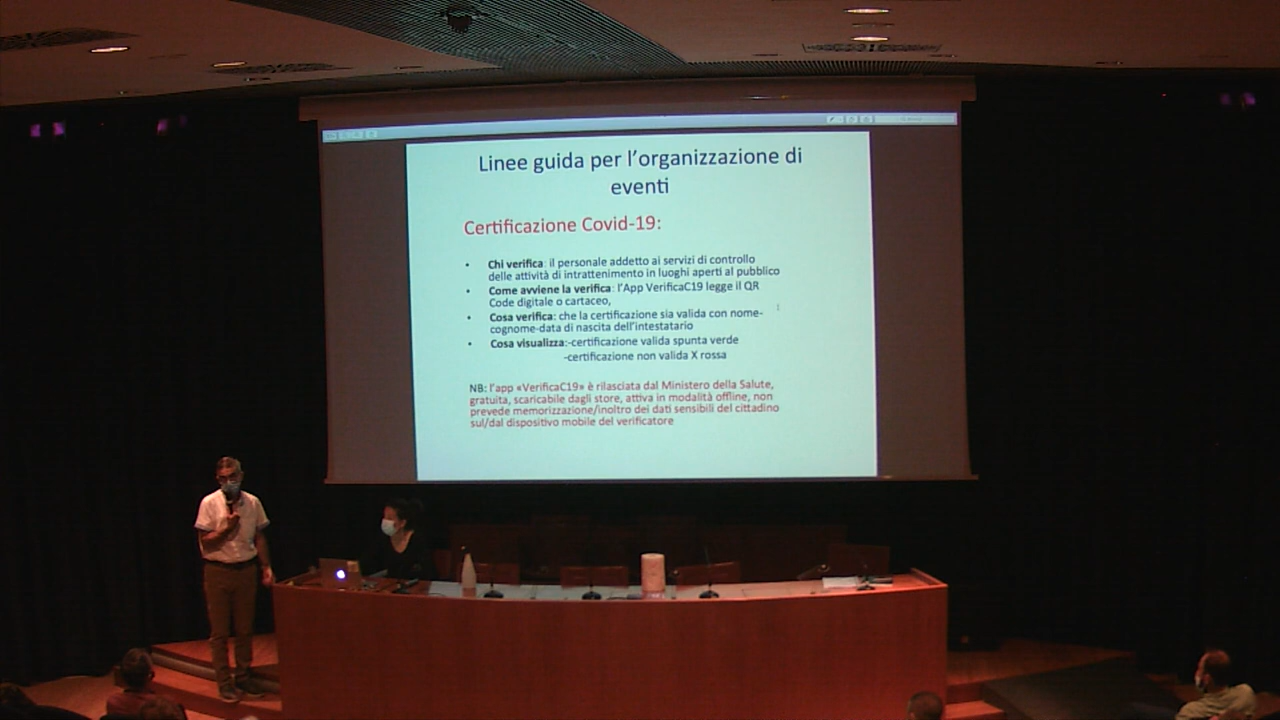 Linee guida per l'organizzazione di
eventi
Certificazione Covid-19:
• Chi verifica: il personale addetto ai servizi di controllo
delle attività di intrattenimento in luoghi aperti al pubblico
• Come avviene la verifica: l'App VerificaC19 legge il QR
Code digitale o cartaceo,
• Cosa verifica: che la certificazione sia valida con nome-
cognome-data di nascita dell'intestatario
• Cosa visualizza:-certificazione valida spunta verde
-certificazione non valida X rossa
NB: l'app «VerificaC19» è rilasciata dal Ministero della Salute,
gratuita, scaricabile dagli store, attiva in modalità offline, non
prevede memorizzazione/inoltro dei dati sensibili del cittadino
sul/dal dispositivo mobile del verificatore